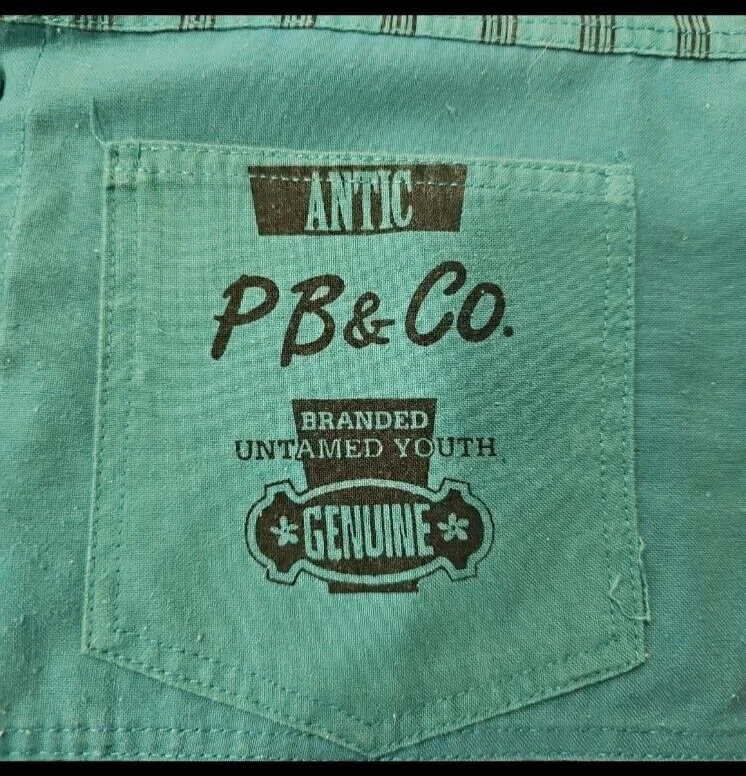 ANTIC
PB&Co.
BRANDED
UNTAMED YOUTH
GENUINE